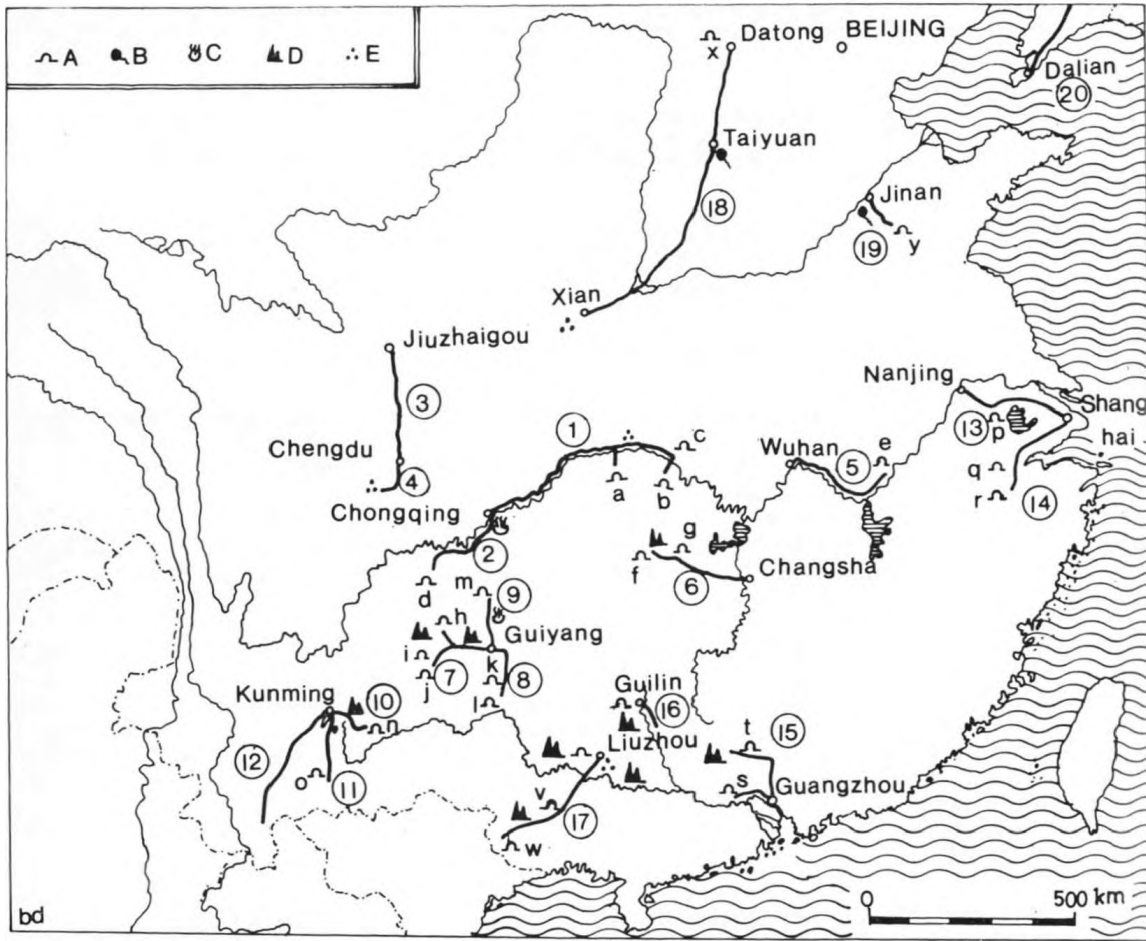 A B C D E
x Datong BEIJING
Dalian
20
Taiyuan
18
Jinan
19 y
Xian
Jiuzhaigou
3
Nanjing
Shang
hai
13 p
Chengdu
4
1
c
Wuhan
5 e
q
r 14
a b
Chongqing
2
g
f 6 Changsha
d m 9
h
Guiyang
i
j 7 k 8
l
Kunming
10 n
Guilin
16
Liuzhou
t 15
12
o 11
s Guangzhou
v 17
w
0 500 km
bd